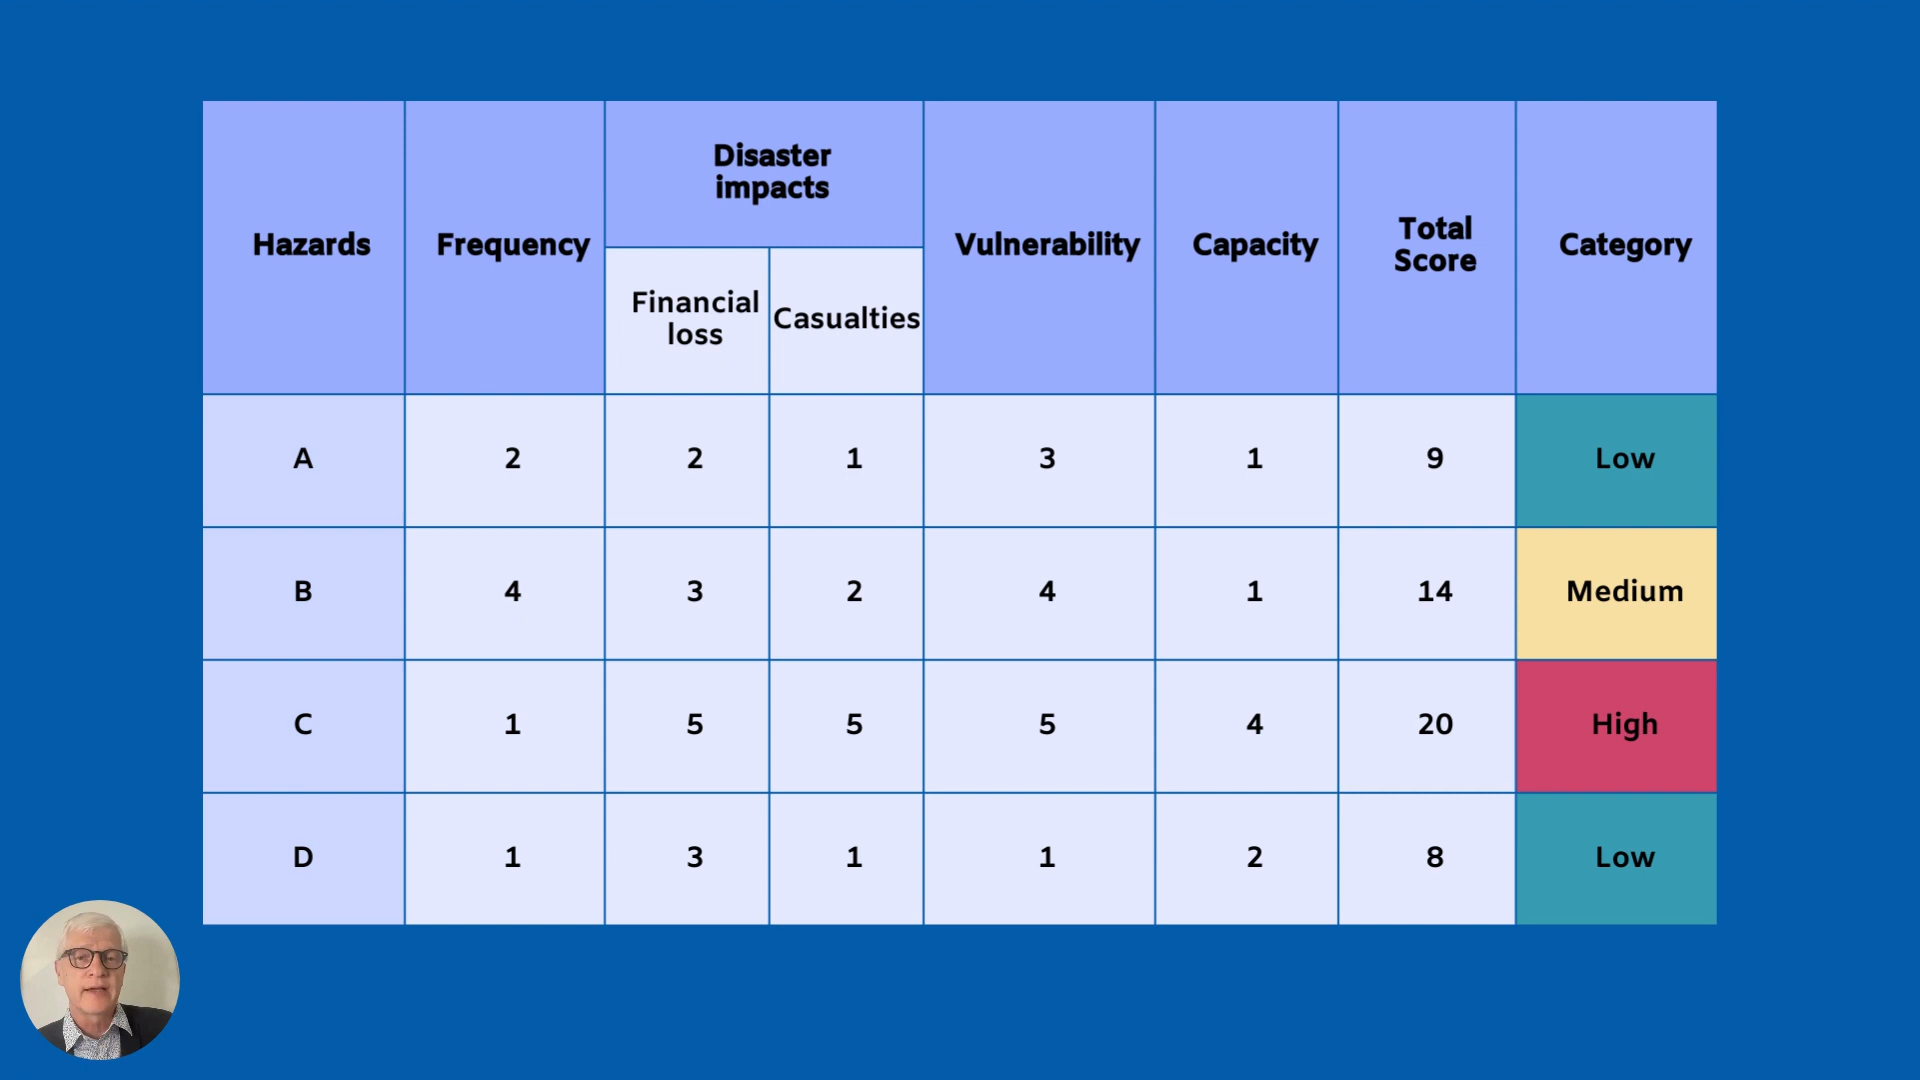 Hazards
Frequency
Disaster
impacts
Financial
loss
Casualties
Vulnerability
Capacity
Total
Score
Category
A 2 2 1 3 1 9 Low
B 4 3 2 4 1 14 Medium
C 1 5 5 5 4 20 High
D 1 3 1 1 2 8 Low